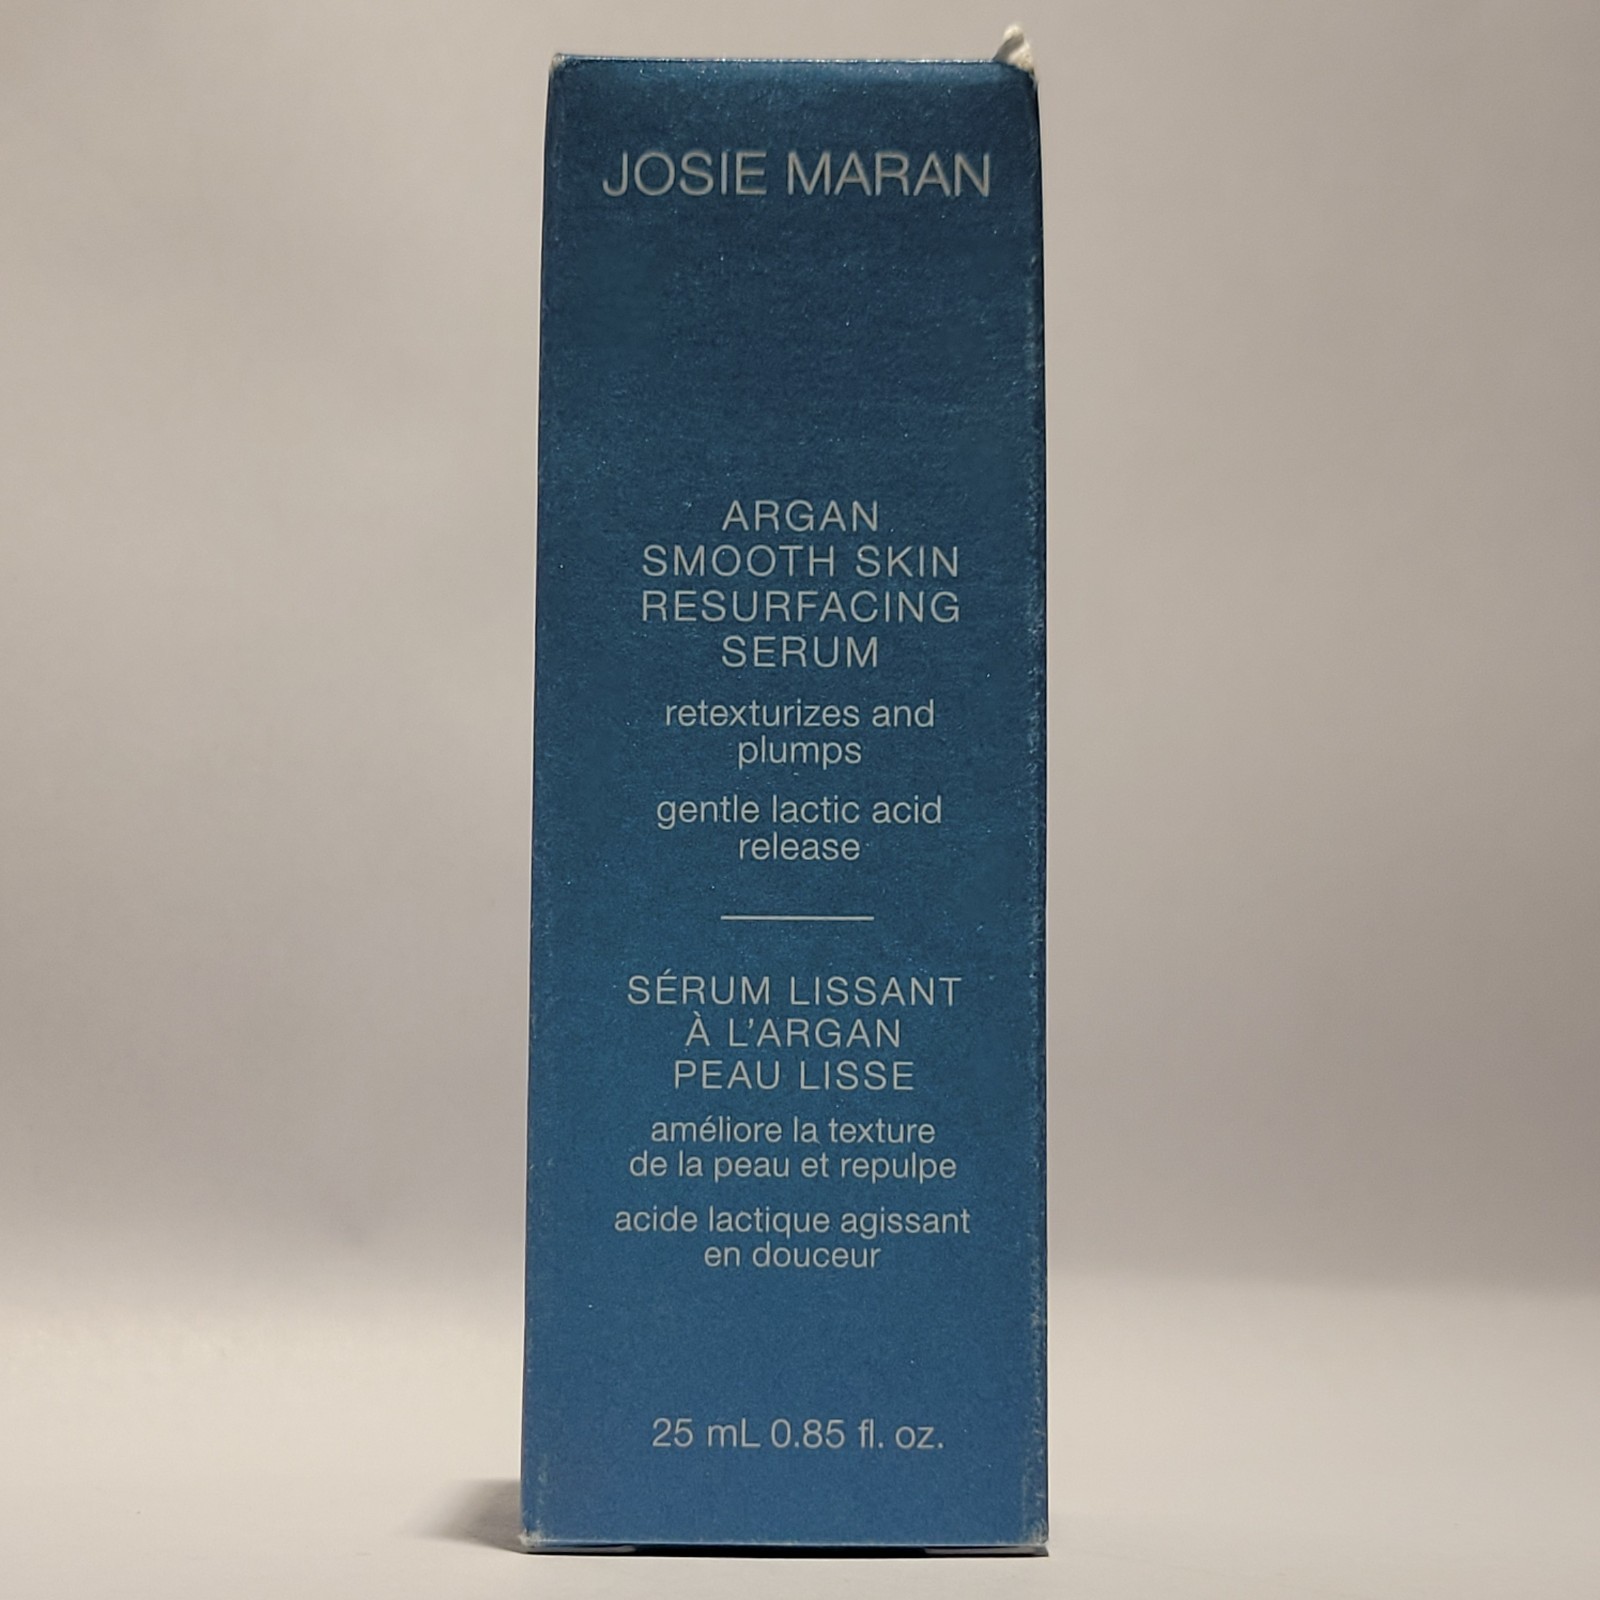 JOSIE MARAN
ARGAN
SMOOTH SKIN
RESURFACING
SERUM
retexturizes and
plumps
gentle lactic acid
release
SÉRUM LISSANT
À L'ARGAN
PEAU LISSE
améliore la texture
de la peau et repulpe
acide lactique agissant
en douceur
25 mL 0.85 fl. oz.